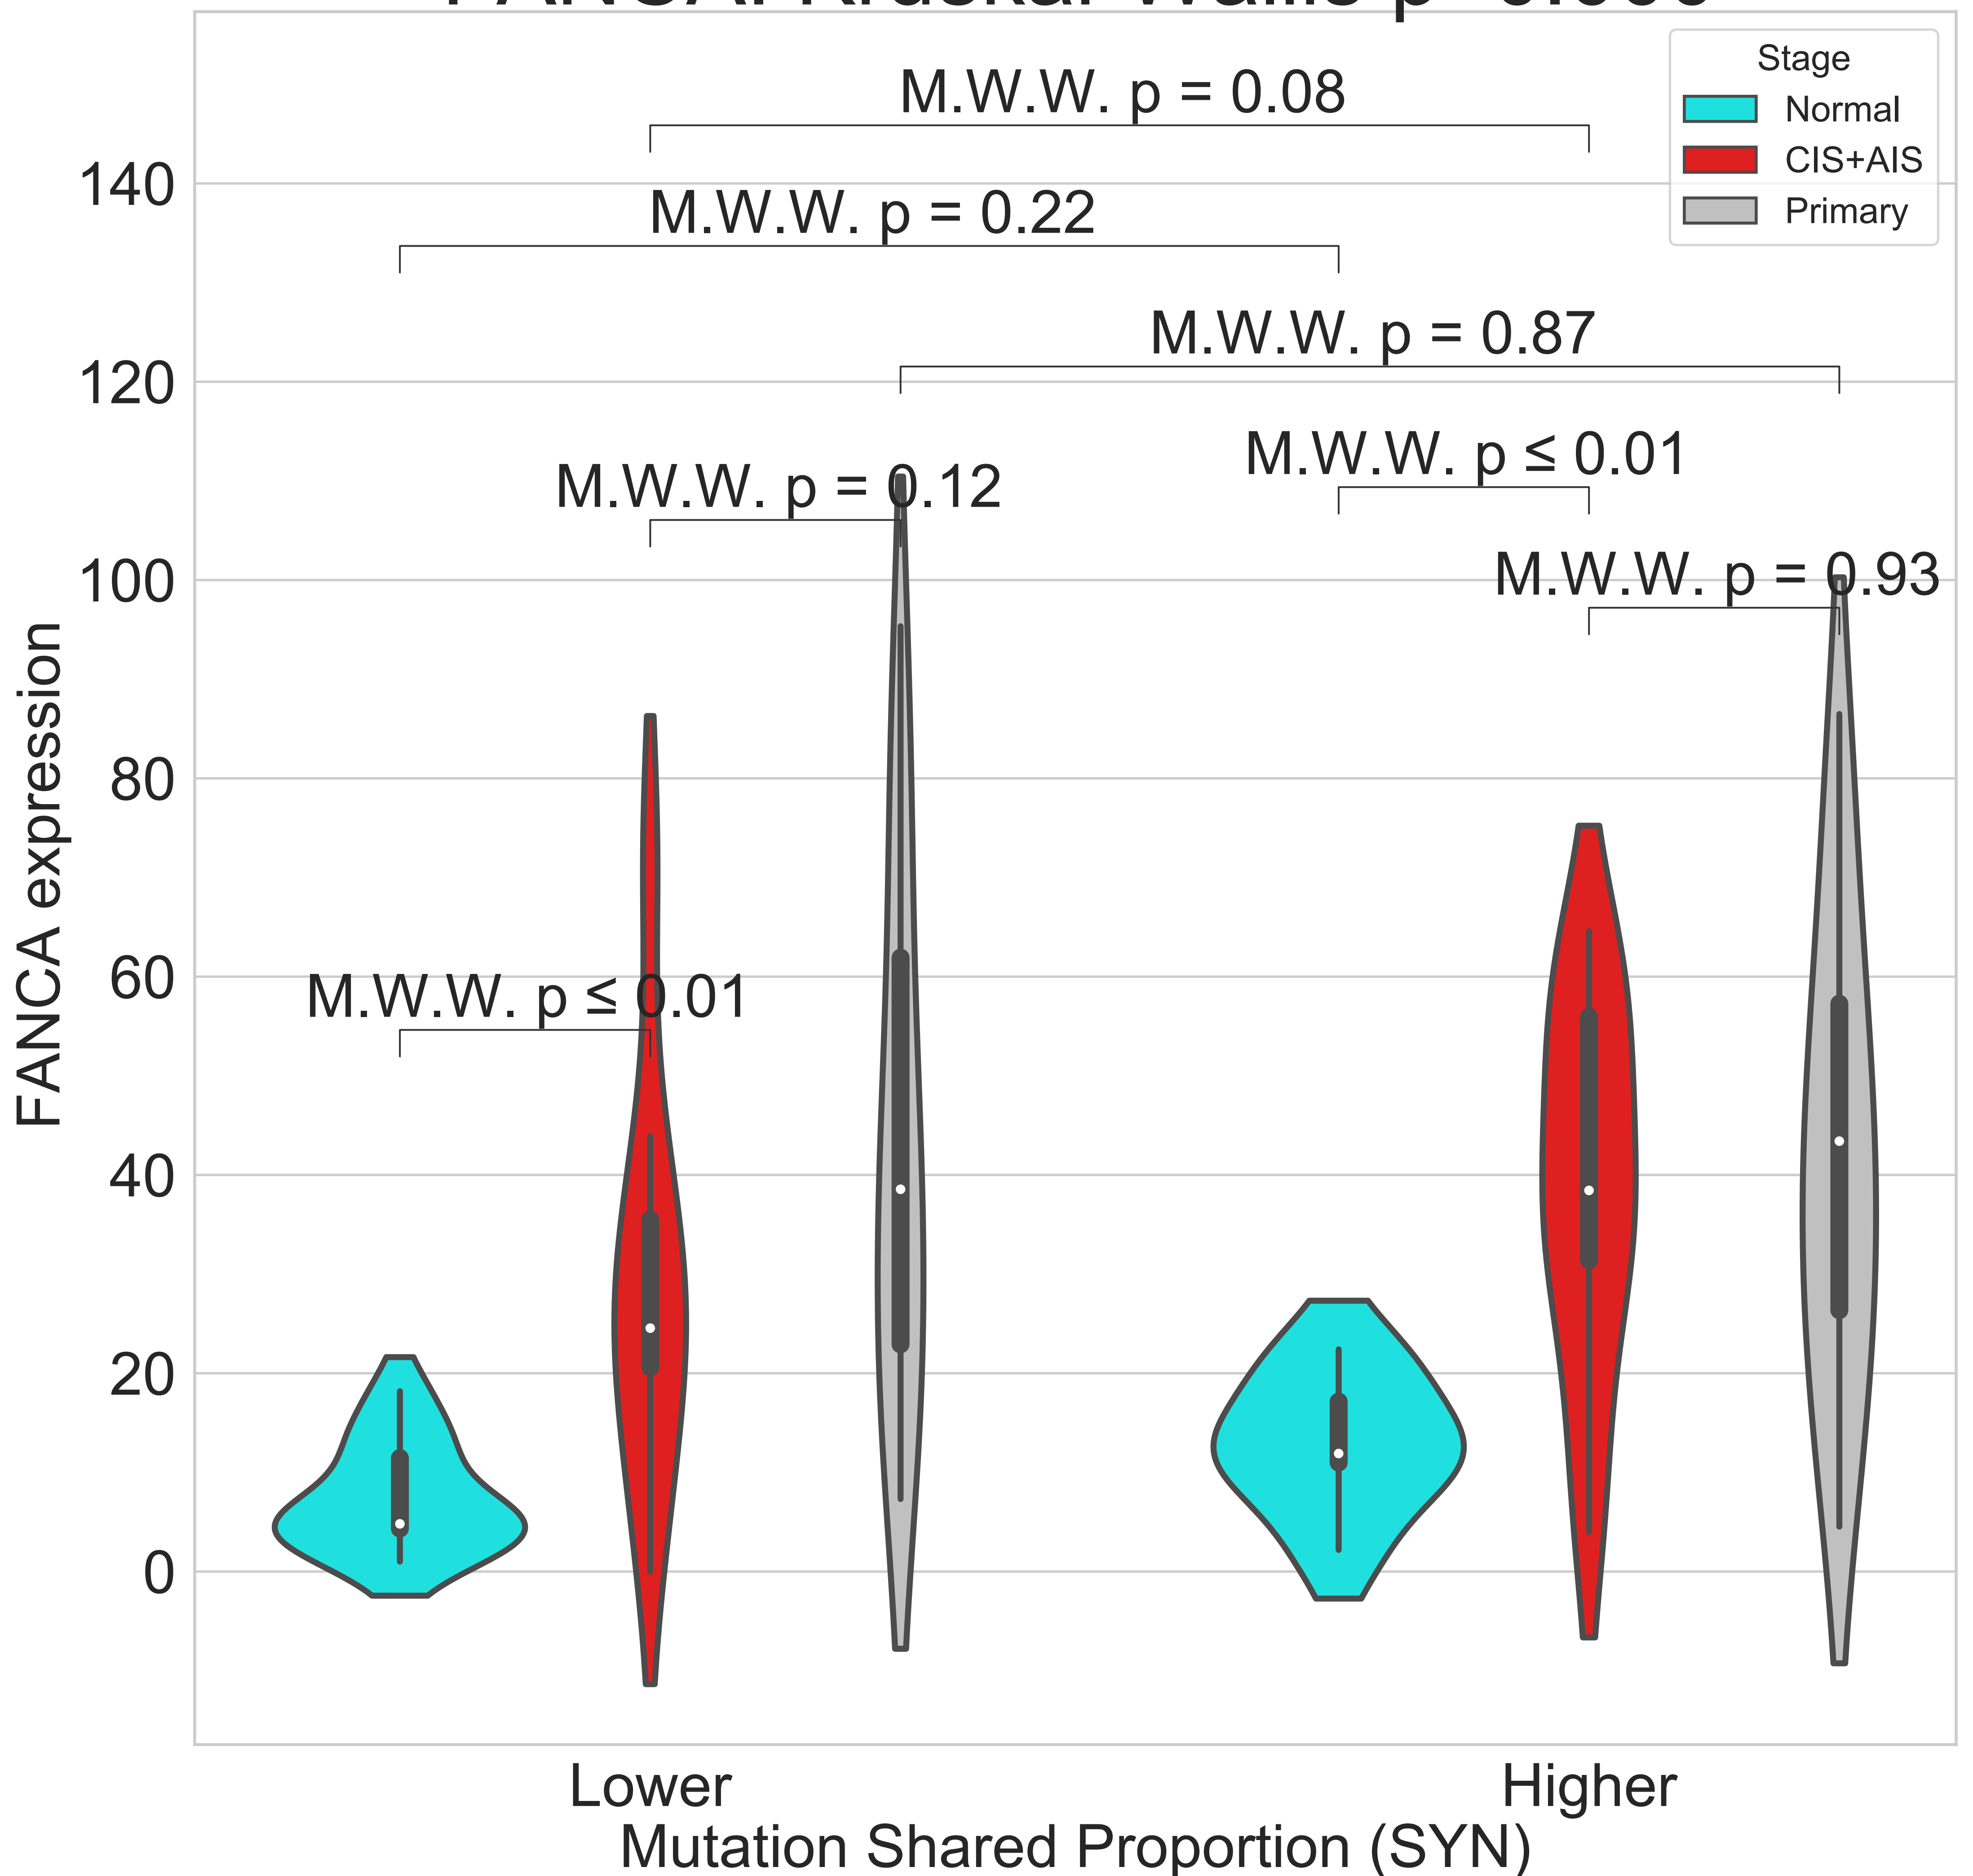 Stage
Normal
CIS+AIS
Primary
M.W.W. p = 0.08
M.W.W. p = 0.22
M.W.W. p = 0.87
M.W.W. p ≤ 0.01
M.W.W. p = 0.12
M.W.W. p = 0.93
M.W.W. p ≤ 0.01
140
120
100
80
60
40
20
0
FANCA expression
Lower
Higher
Mutation Shared Proportion (SYN)